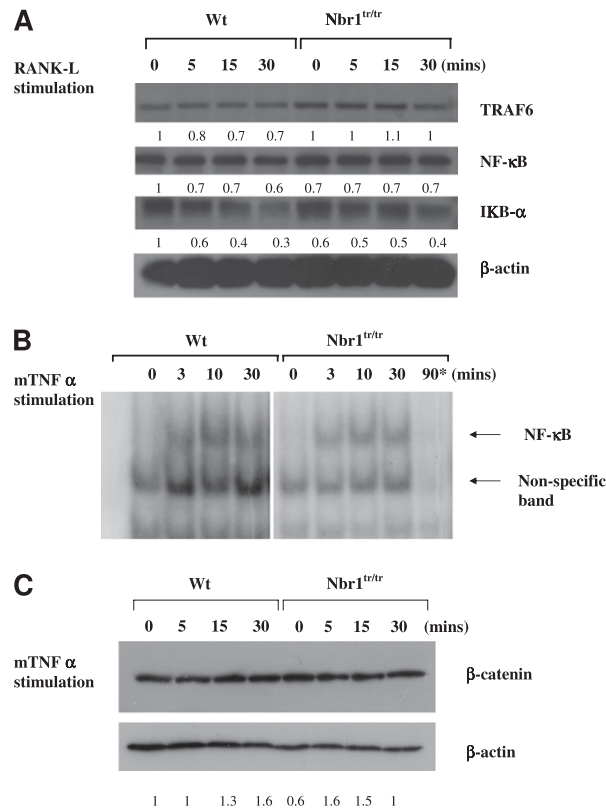 A
Wt Nbr1tr/tr
RANK-L
stimulation
0 5 15 30 0 5 15 30 (mins)
TRAF6
1 0.8 0.7 0.7 1 1 1.1 1
NF-κB
1 0.7 0.7 0.6 0.7 0.7 0.7 0.7
IKB-α
1 0.6 0.4 0.3 0.6 0.5 0.5 0.4
β-actin
B
Wt Nbr1tr/tr
mTNF α
stimulation
0 3 10 30 0 3 10 30 90* (mins)
NF-κB
Non-specific
band
C
Wt Nbr1tr/tr
mTNF α
stimulation
0 5 15 30 0 5 15 30 (mins)
β-catenin
β-actin
1 1 1.3 1.6 0.6 1.6 1.5 1